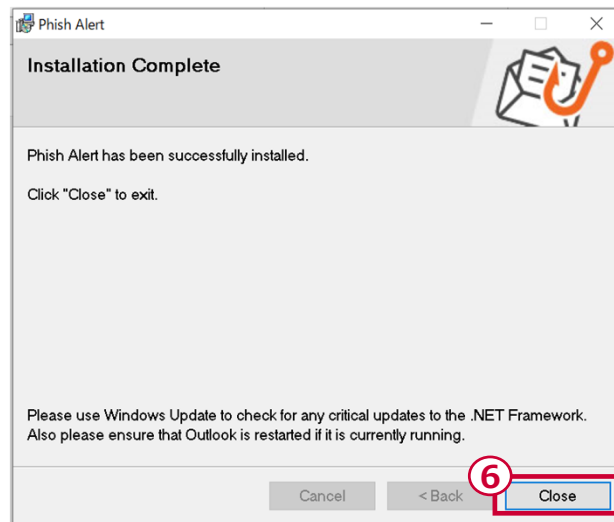 Phish Alert
Installation Complete
Phish Alert has been successfully installed.
Click "Close" to exit.
Please use Windows Update to check for any critical updates to the .NET Framework.
Also please ensure that Outlook is restarted if it is currently running.
6
Cancel
< Back
Close